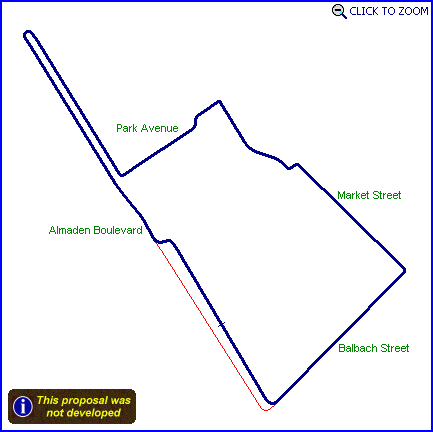 CLICK TO ZOOM
Park Avenue
Market Street
Almaden Boulevard
Balbach Street
This proposal was
not developed